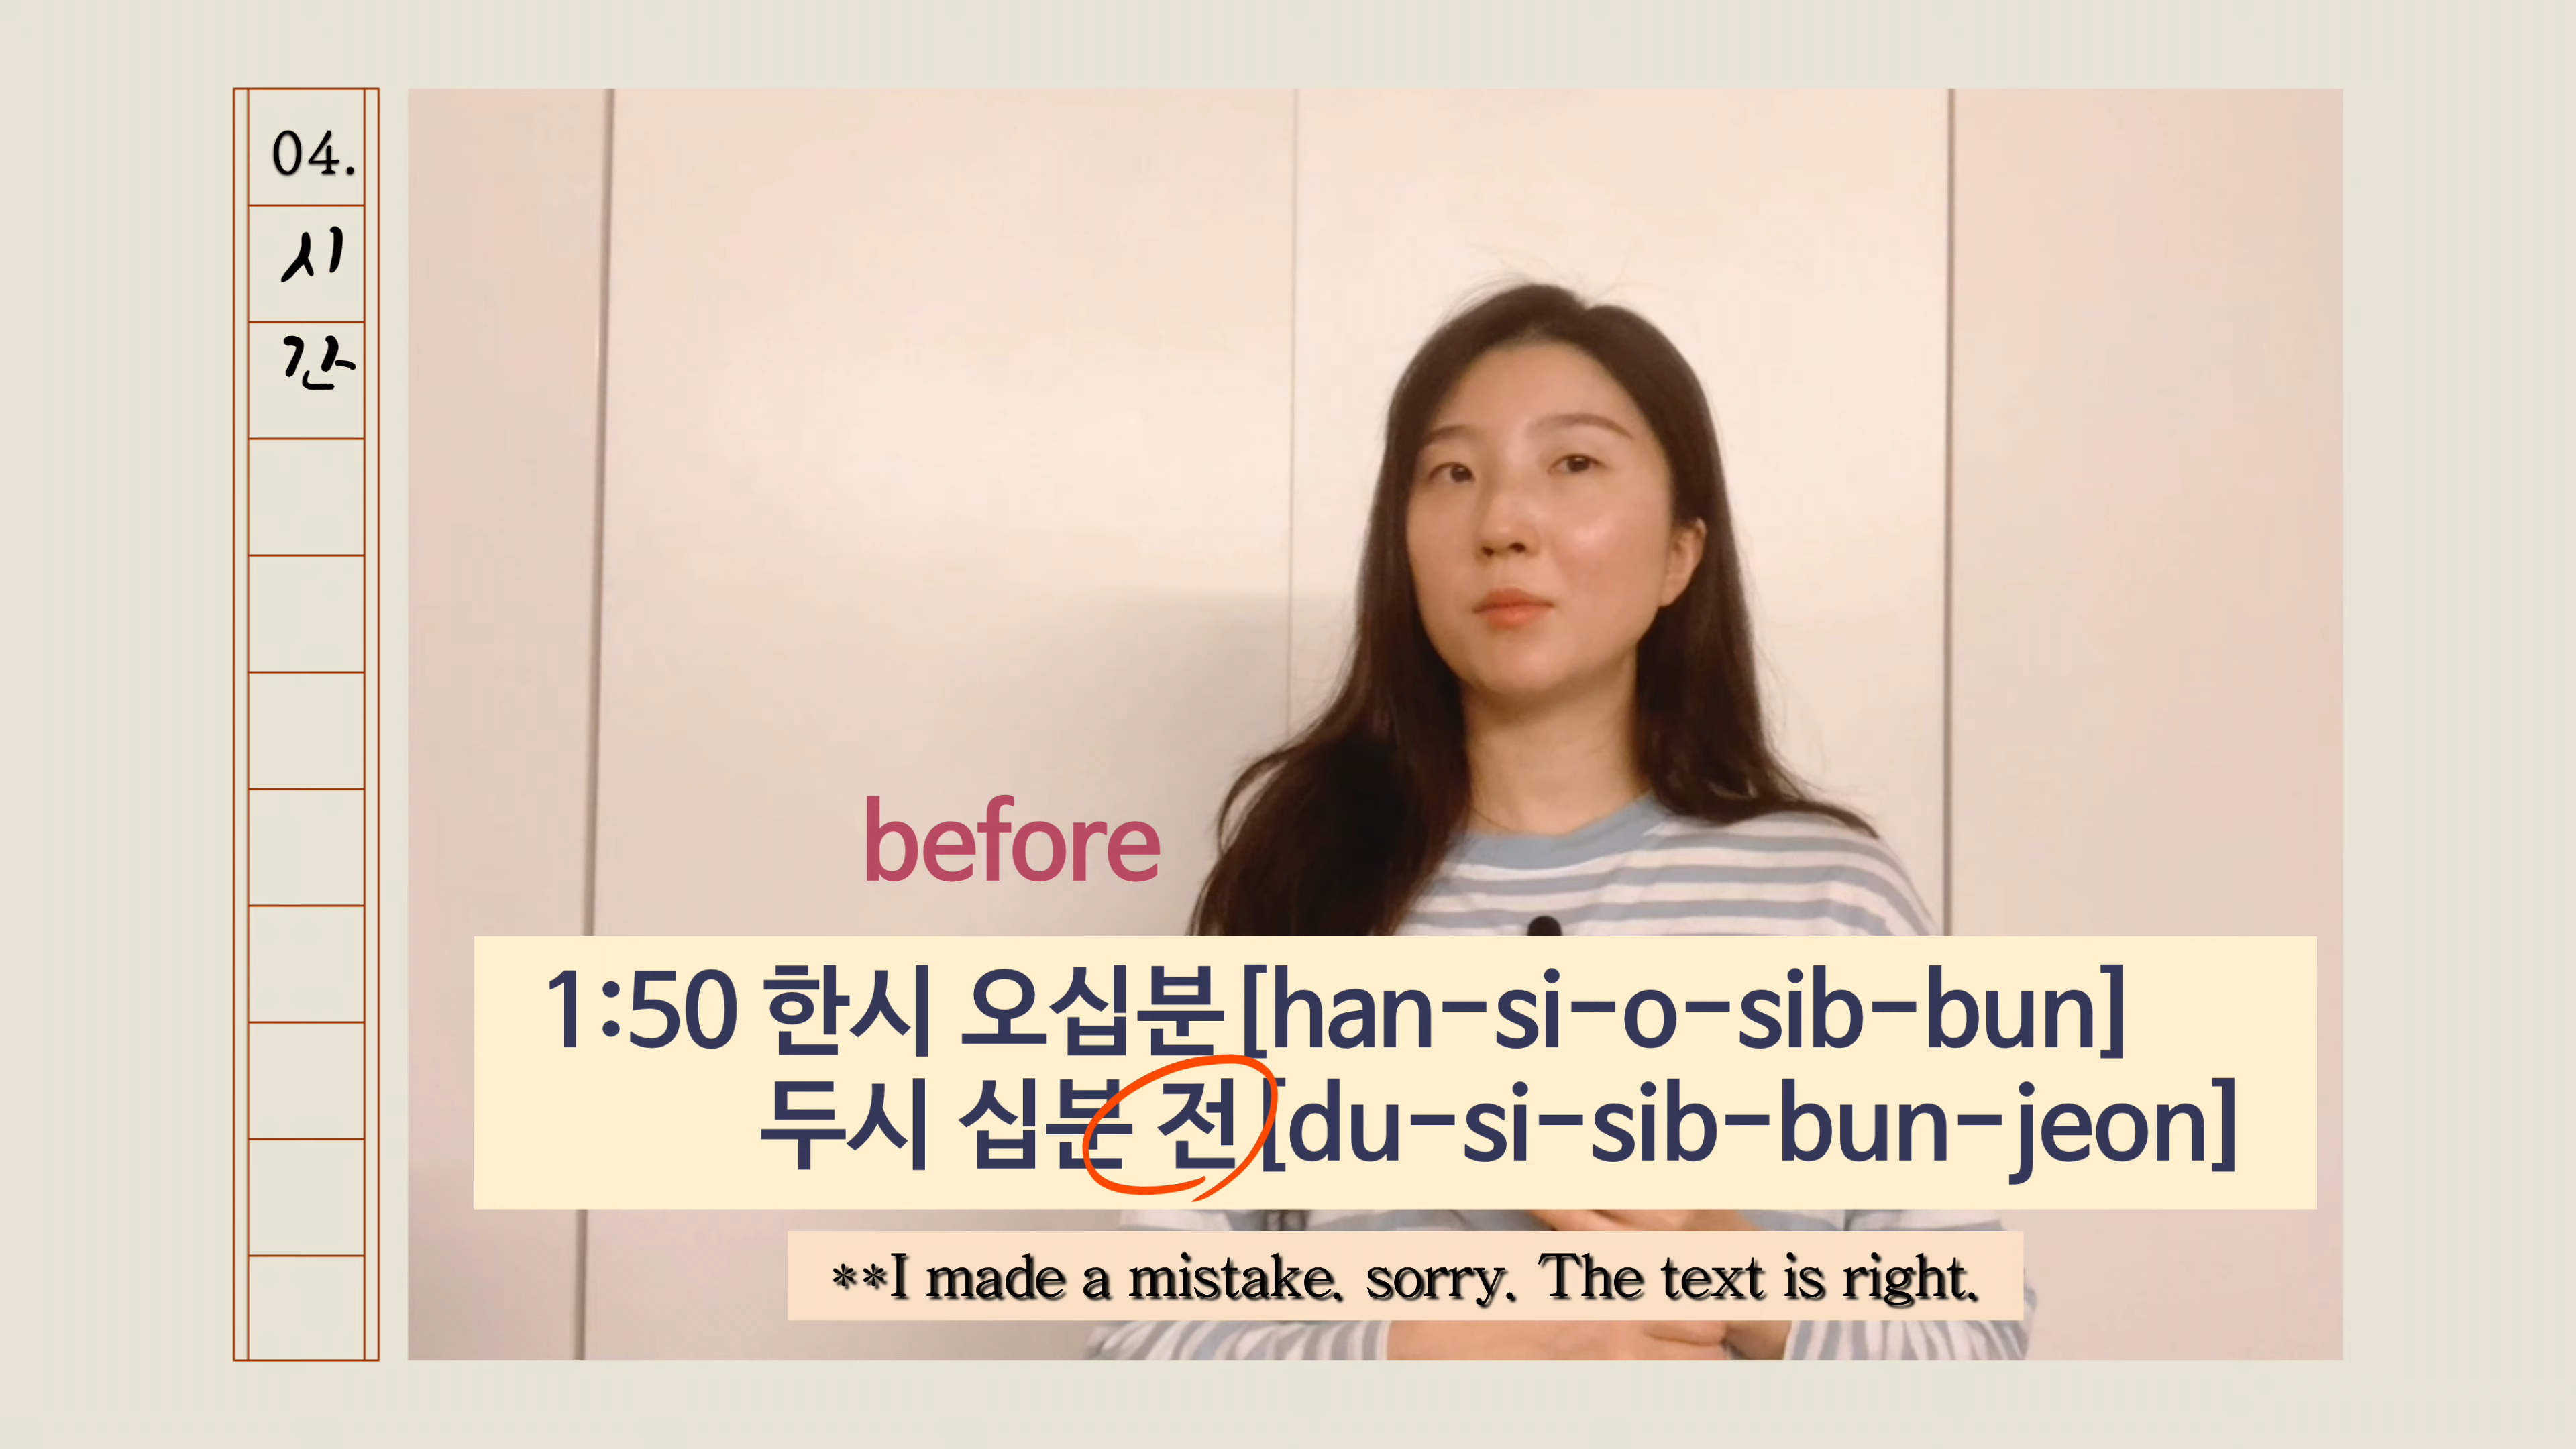 04.
시
간
before
1:50 한시 오십분[han-si-o-sib-bun]
두시 십분 전[du-si-sib-bun-jeon]
**I made a mistake. sorry. The text is right.